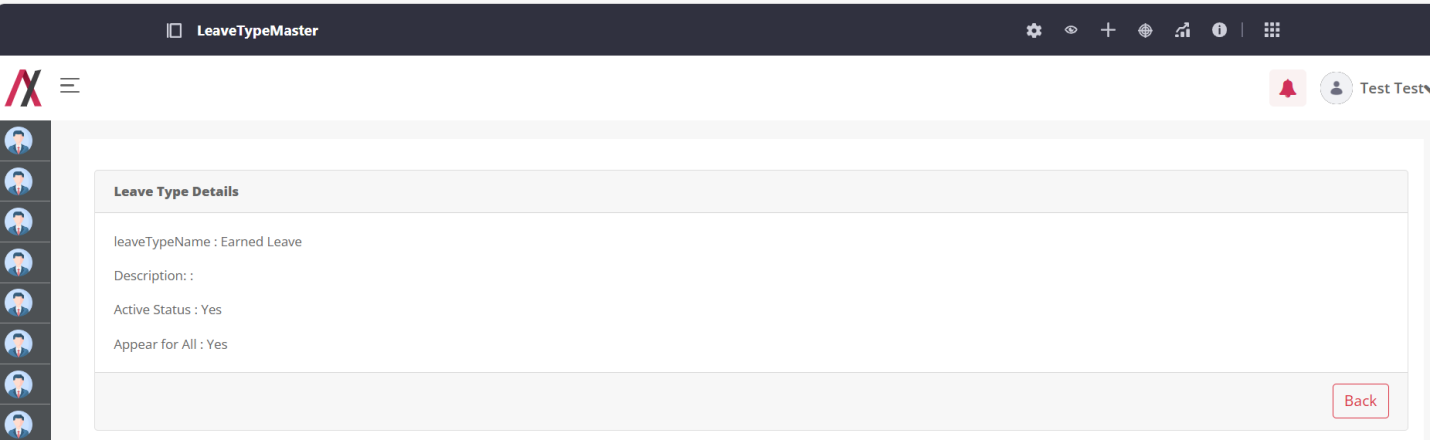 LeaveTypeMaster
Test Test
Leave Type Details
leaveTypeName : Earned Leave
Description: :
Active Status : Yes
Appear for All : Yes
Back